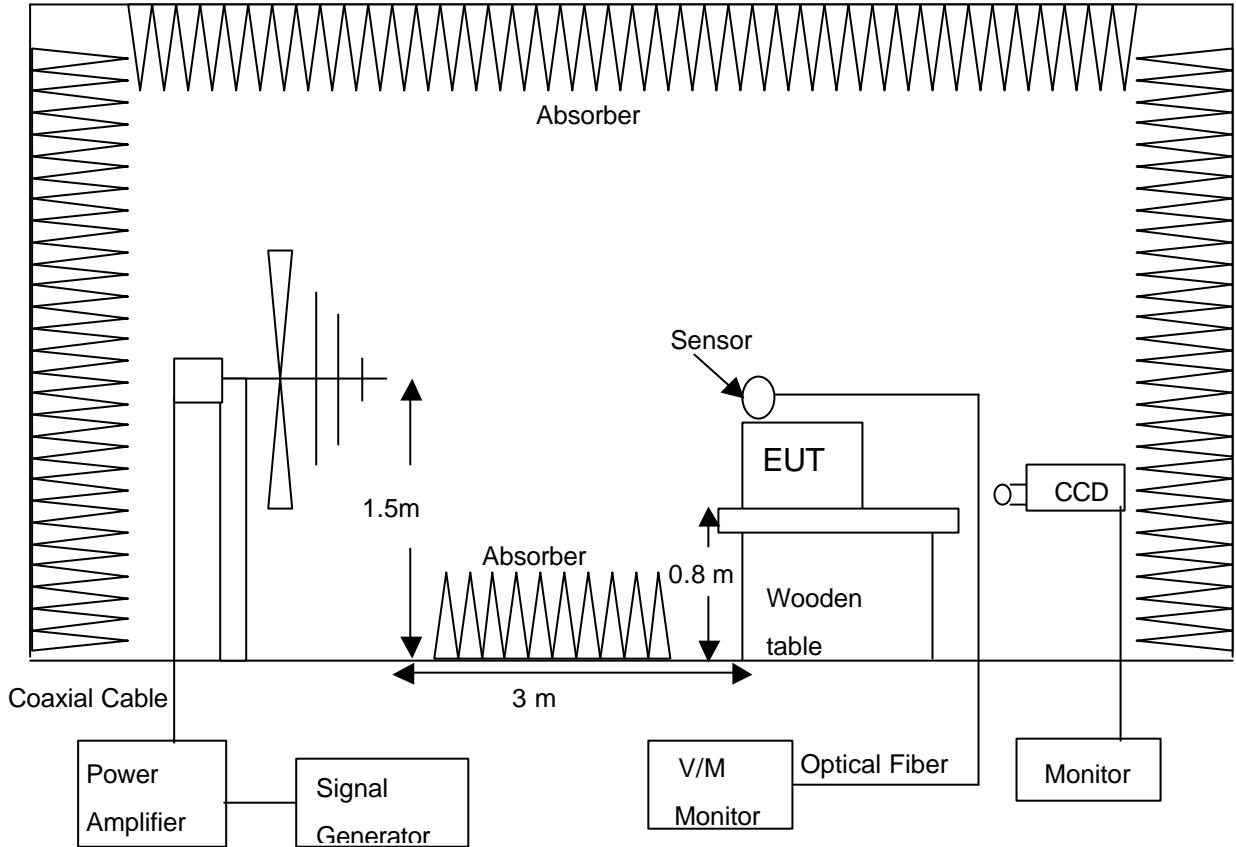 Absorber
Sensor
EUT
CCD
1.5m
Absorber
0.8 m
Wooden
table
3 m
Coaxial Cable
Power
Amplifier
Signal
Generator
V/M
Monitor
Optical Fiber
Monitor